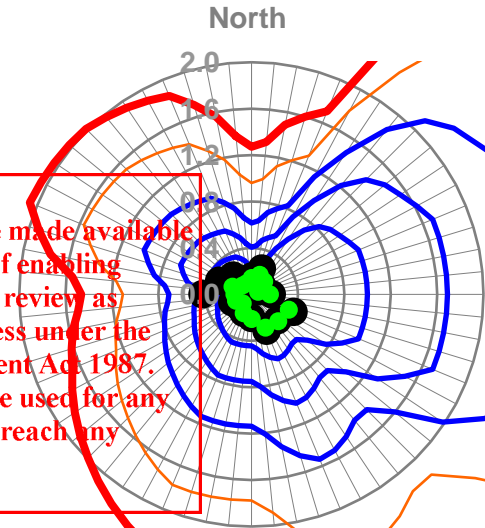 North
2.0
1.6
1.2
0.8
e made available
0.4
f enabling
0.0
review as
ess under the
ent Act 1987.
e used for any
reach any